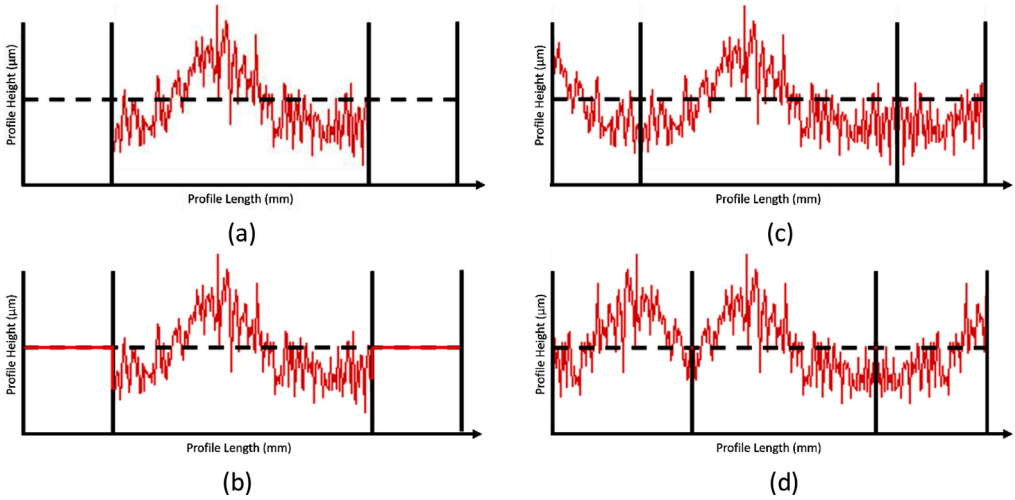 Profile Height (μm)
Profile Length (mm)
(a)
Profile Height (μm)
Profile Length (mm)
(c)
Profile Height (μm)
Profile Length (mm)
(b)
Profile Height (μm)
Profile Length (mm)
(d)